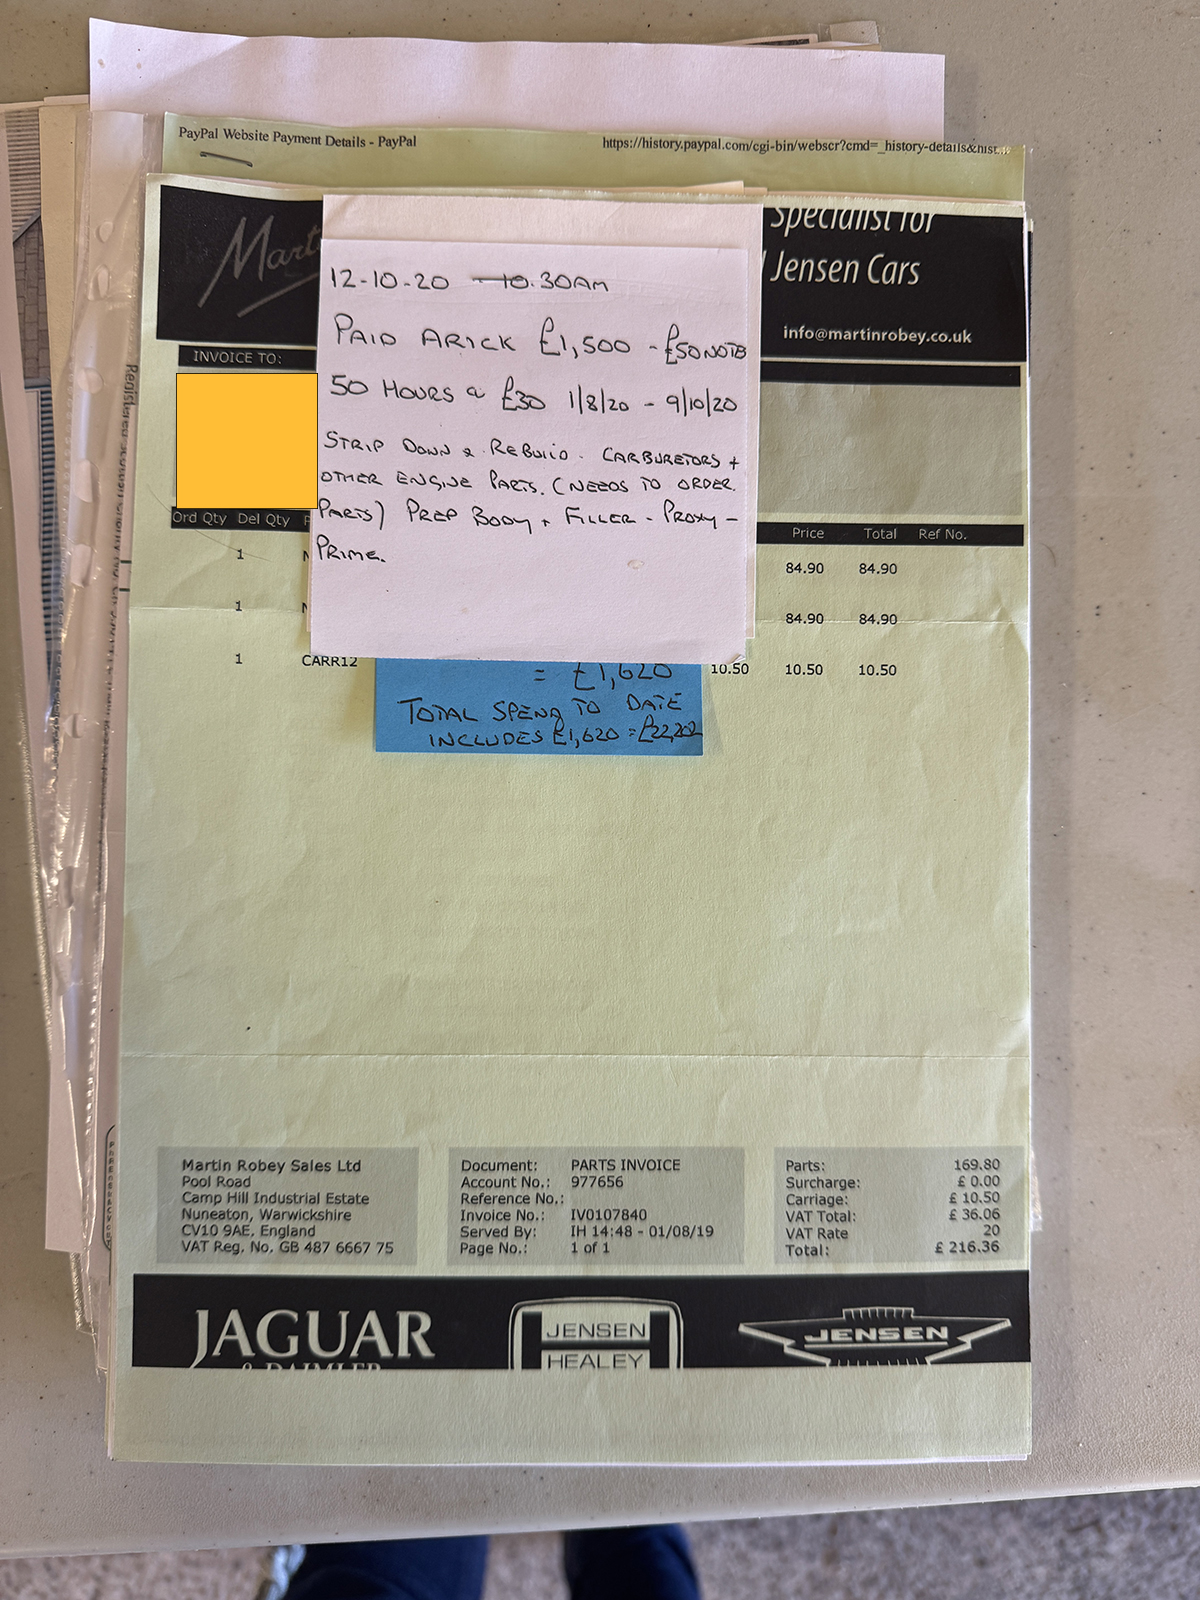 PayPal Website Payment Details - PayPal
https://history.paypal.com/cgi-bin/webscr?cmd=_history-details&hist...
Specialist for
Jensen Cars
info@martinrobey.co.uk
INVOICE TO:
12-10-20 - 10.30AM
PAID ARICK £1,500 - £50 NOTES
50 HOURS @ £30 1/8/20 - 9/10/20
STRIP DOWN & REBUILD. CARBURETORS +
OTHER ENGINE PARTS. (NEEDS TO ORDER.
PARTS) PREP BODY + FILLER - PROXY -
PRIME.
Ord Qty Del Qty Price Total Ref No.
1 84.90 84.90
1 84.90 84.90
1 CARR12 10.50 10.50 10.50
= £1,620
TOTAL SPEND TO DATE
INCLUDES £1,620 = £22,202
Martin Robey Sales Ltd
Pool Road
Camp Hill Industrial Estate
Nuneaton, Warwickshire
CV10 9AE, England
VAT Reg. No. GB 487 6667 75
Document: PARTS INVOICE
Account No.: 977656
Reference No.:
Invoice No.: IV0107840
Served By: IH 14:48 - 01/08/19
Page No.: 1 of 1
Parts: 169.80
Surcharge: £ 0.00
Carriage: £ 10.50
VAT Total: £ 36.06
VAT Rate 20
Total: £ 216.36
JAGUAR
& DAIMLER
JENSEN
HEALEY
JENSEN